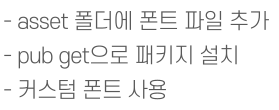 - asset 폴더에 폰트 파일 추가
- pub get으로 패키지 설치
- 커스텀 폰트 사용